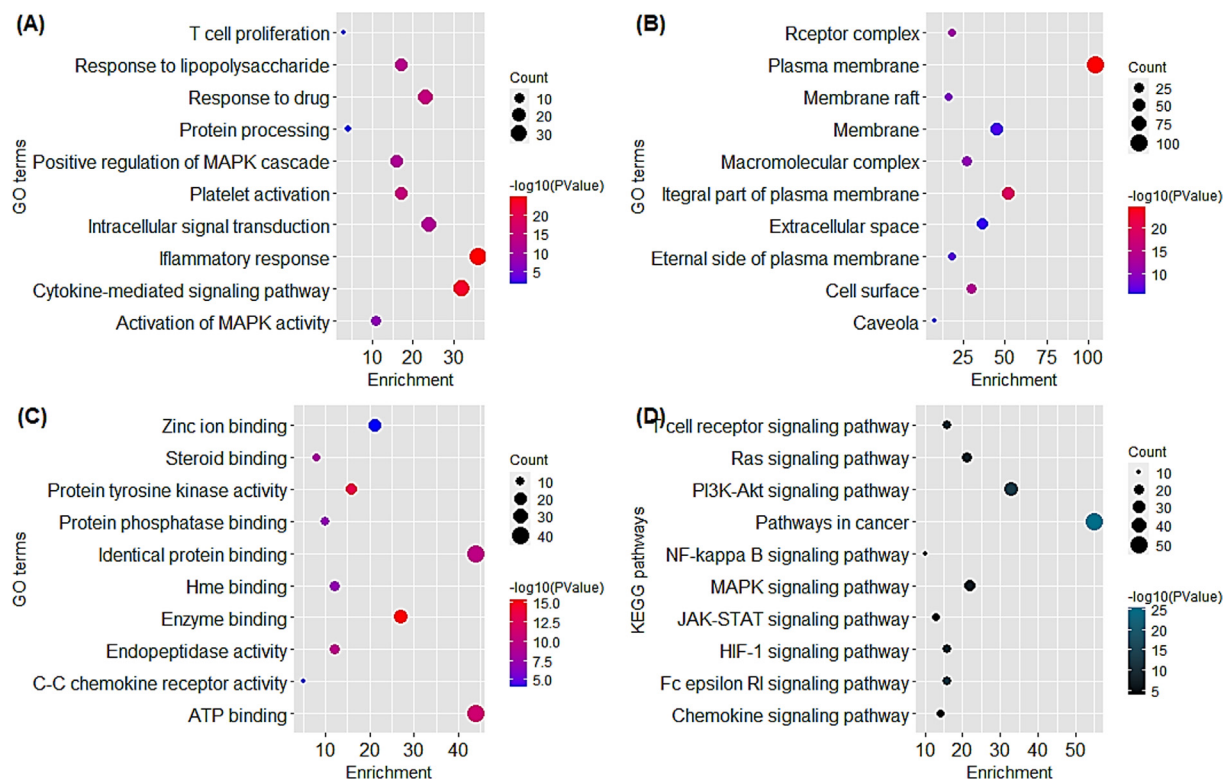 (A)
T cell proliferation
Response to lipopolysaccharide
Response to drug
Protein processing
Positive regulation of MAPK cascade
Platelet activation
Intracellular signal transduction
Iflammatory response
Cytokine-mediated signaling pathway
Activation of MAPK activity
GO terms
10 20 30
Enrichment
Count
10
20
30
-log10(PValue)
20
15
10
5
(B)
Rceptor complex
Plasma membrane
Membrane raft
Membrane
Macromolecular complex
Itegral part of plasma membrane
Extracellular space
Eternal side of plasma membrane
Cell surface
Caveola
GO terms
25 50 75 100
Enrichment
Count
25
50
75
100
-log10(PValue)
20
15
10
(C)
Zinc ion binding
Steroid binding
Protein tyrosine kinase activity
Protein phosphatase binding
Identical protein binding
Hme binding
Enzyme binding
Endopeptidase activity
C-C chemokine receptor activity
ATP binding
GO terms
10 20 30 40
Enrichment
Count
10
20
30
40
-log10(PValue)
15.0
12.5
10.0
7.5
5.0
(D)
T cell receptor signaling pathway
Ras signaling pathway
PI3K-Akt signaling pathway
Pathways in cancer
NF-kappa B signaling pathway
MAPK signaling pathway
JAK-STAT signaling pathway
HIF-1 signaling pathway
Fc epsilon RI signaling pathway
Chemokine signaling pathway
KEGG pathways
10 20 30 40 50
Enrichment
Count
10
20
30
40
50
-log10(PValue)
25
20
15
10
5